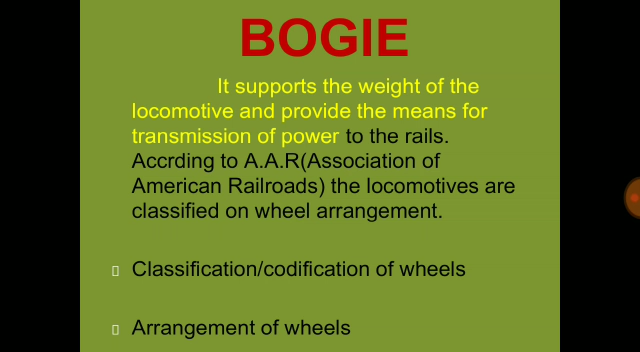 BOGIE
It supports the weight of the
locomotive and provide the means for
transmission of power to the rails.
Accrding to A.A.R(Association of
American Railroads) the locomotives are
classified on wheel arrangement.
Classification/codification of wheels
Arrangement of wheels